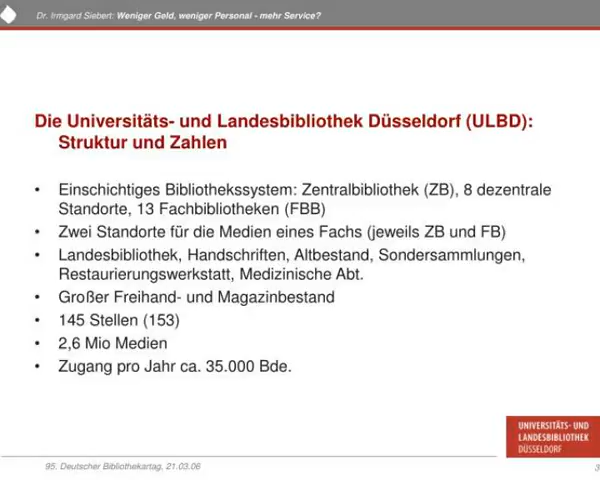 Dr. Irmgard Siebert: Weniger Geld, weniger Personal - mehr Service?
Die Universitäts- und Landesbibliothek Düsseldorf (ULBD):
Struktur und Zahlen
• Einschichtiges Bibliothekssystem: Zentralbibliothek (ZB), 8 dezentrale
Standorte, 13 Fachbibliotheken (FBB)
• Zwei Standorte für die Medien eines Fachs (jeweils ZB und FB)
• Landesbibliothek, Handschriften, Altbestand, Sondersammlungen,
Restaurierungswerkstatt, Medizinische Abt.
• Großer Freihand- und Magazinbestand
• 145 Stellen (153)
• 2,6 Mio Medien
• Zugang pro Jahr ca. 35.000 Bde.
UNIVERSITÄTS- UND
LANDESBIBLIOTHEK
DÜSSELDORF
95. Deutscher Bibliothekartag, 21.03.06
3